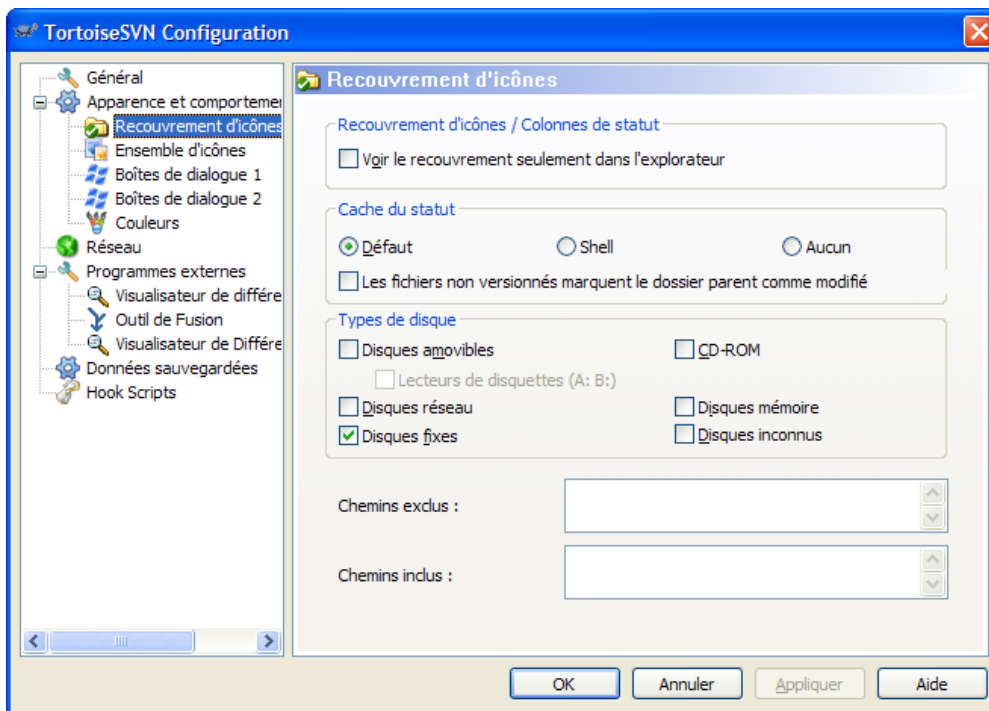 TortoiseSVN Configuration
Général
Apparence et comportemer
Recouvrement d'icônes
Ensemble d'icônes
Boîtes de dialogue 1
Boîtes de dialogue 2
Couleurs
Réseau
Programmes externes
Visualisateur de différe
Outil de Fusion
Visualisateur de Différe
Données sauvegardées
Hook Scripts
Recouvrement d'icônes
Recouvrement d'icônes / Colonnes de statut
Voir le recouvrement seulement dans l'explorateur
Cache du statut
Défaut Shell Aucun
Les fichiers non versionnés marquent le dossier parent comme modifié
Types de disque
Disques amovibles CD-ROM
Lecteurs de disquettes (A: B:)
Disques réseau Disques mémoire
Disques fixes Disques inconnus
Chemins exclus :
Chemins inclus :
OK Annuler Appliquer Aide